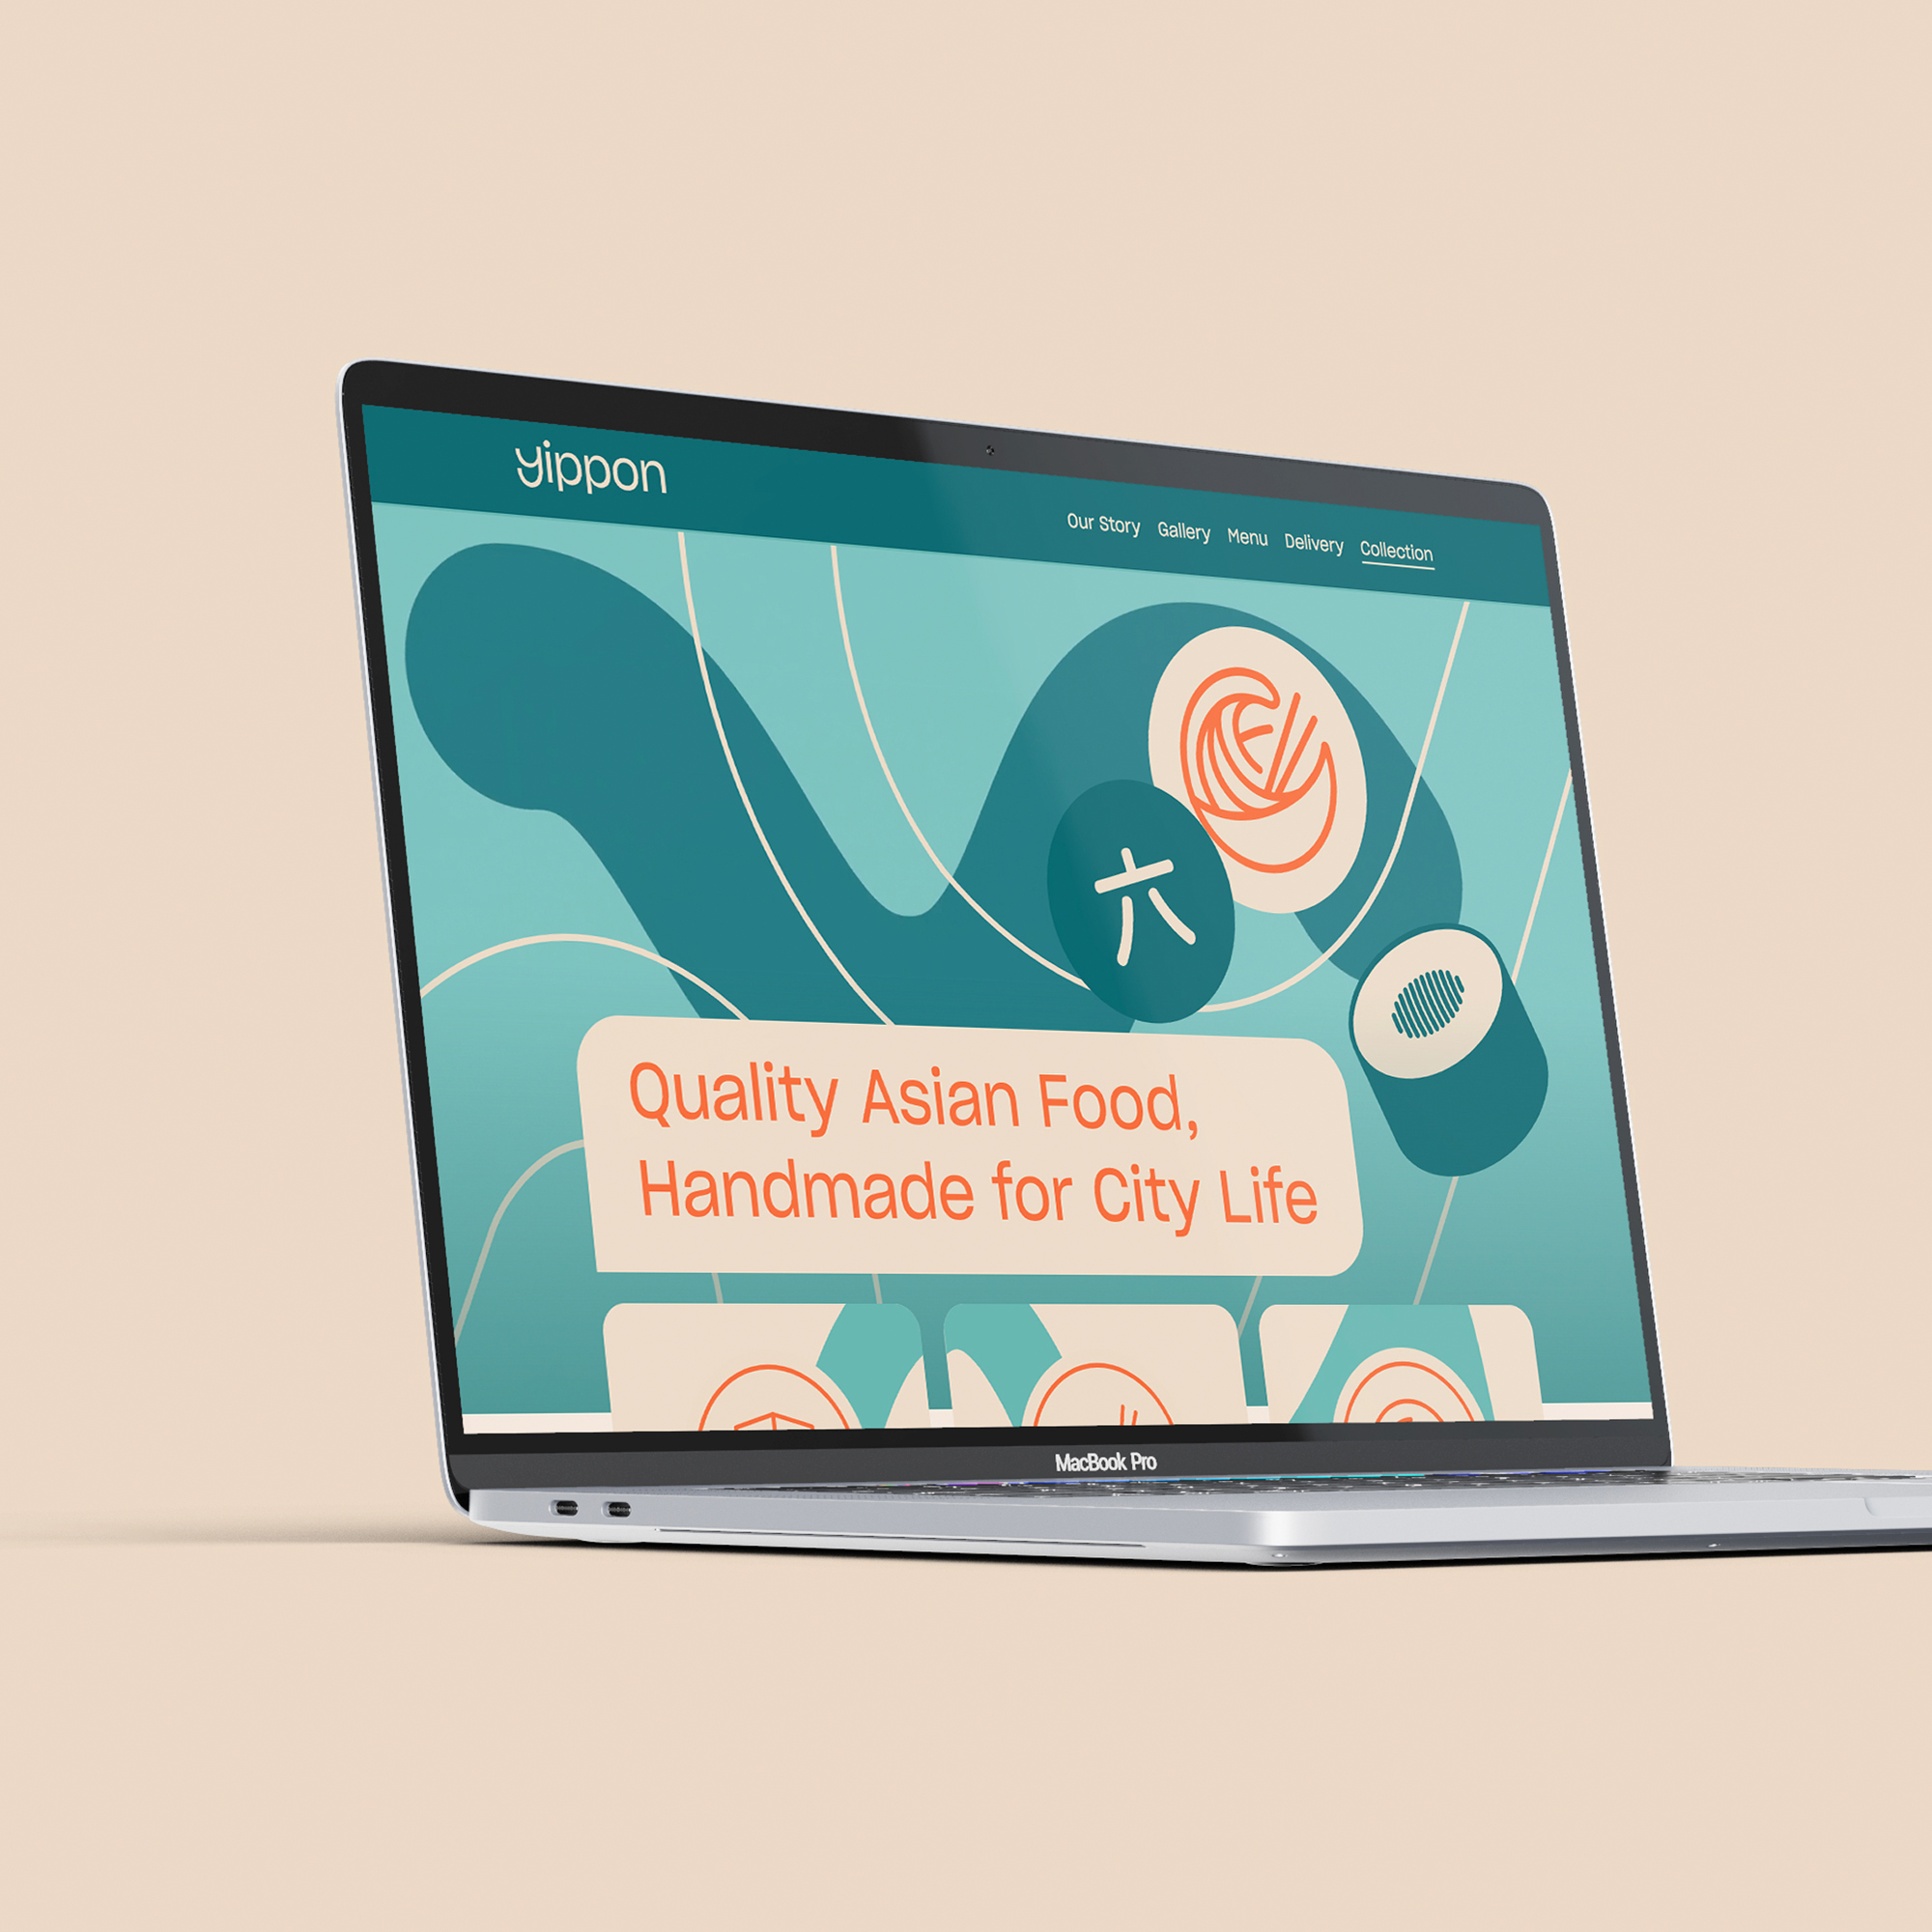 yippon
Our Story Gallery Menu Delivery Collection
六
Quality Asian Food,
Handmade for City Life
MacBook Pro